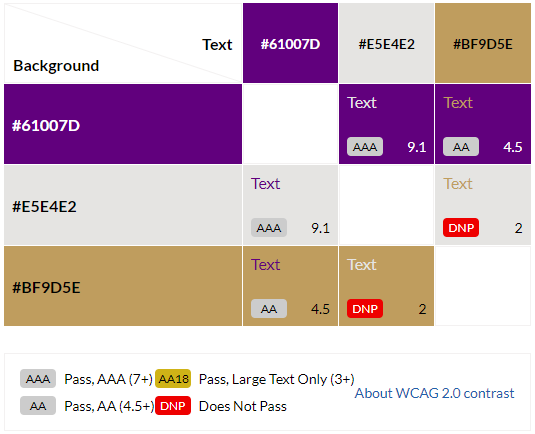 Text #61007D #E5E4E2 #BF9D5E
Background
#61007D Text Text
AAA 9.1 AA 4.5
#E5E4E2 Text Text
AAA 9.1 DNP 2
#BF9D5E Text Text
AA 4.5 DNP 2
AAA Pass, AAA (7+) AA18 Pass, Large Text Only (3+)
About WCAG 2.0 contrast
AA Pass, AA (4.5+) DNP Does Not Pass